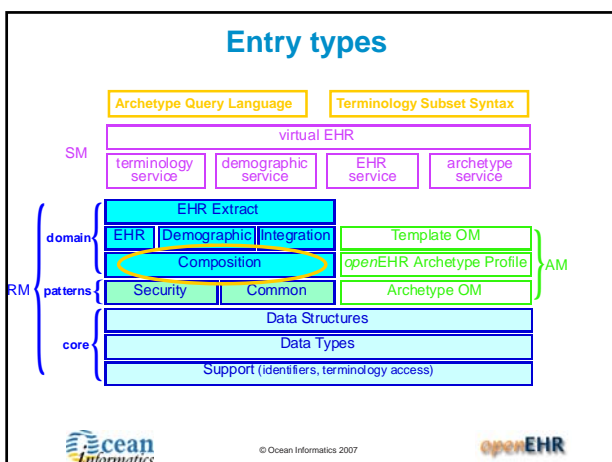 Entry types
Archetype Query Language
Terminology Subset Syntax
SM
virtual EHR
terminology service
demographic service
EHR service
archetype service
RM
domain
EHR Extract
EHR
Demographic
Integration
Composition
patterns
Security
Common
Template OM
openEHR Archetype Profile
Archetype OM
AM
core
Data Structures
Data Types
Support (identifiers, terminology access)
Ocean
Informatics
© Ocean Informatics 2007
openEHR